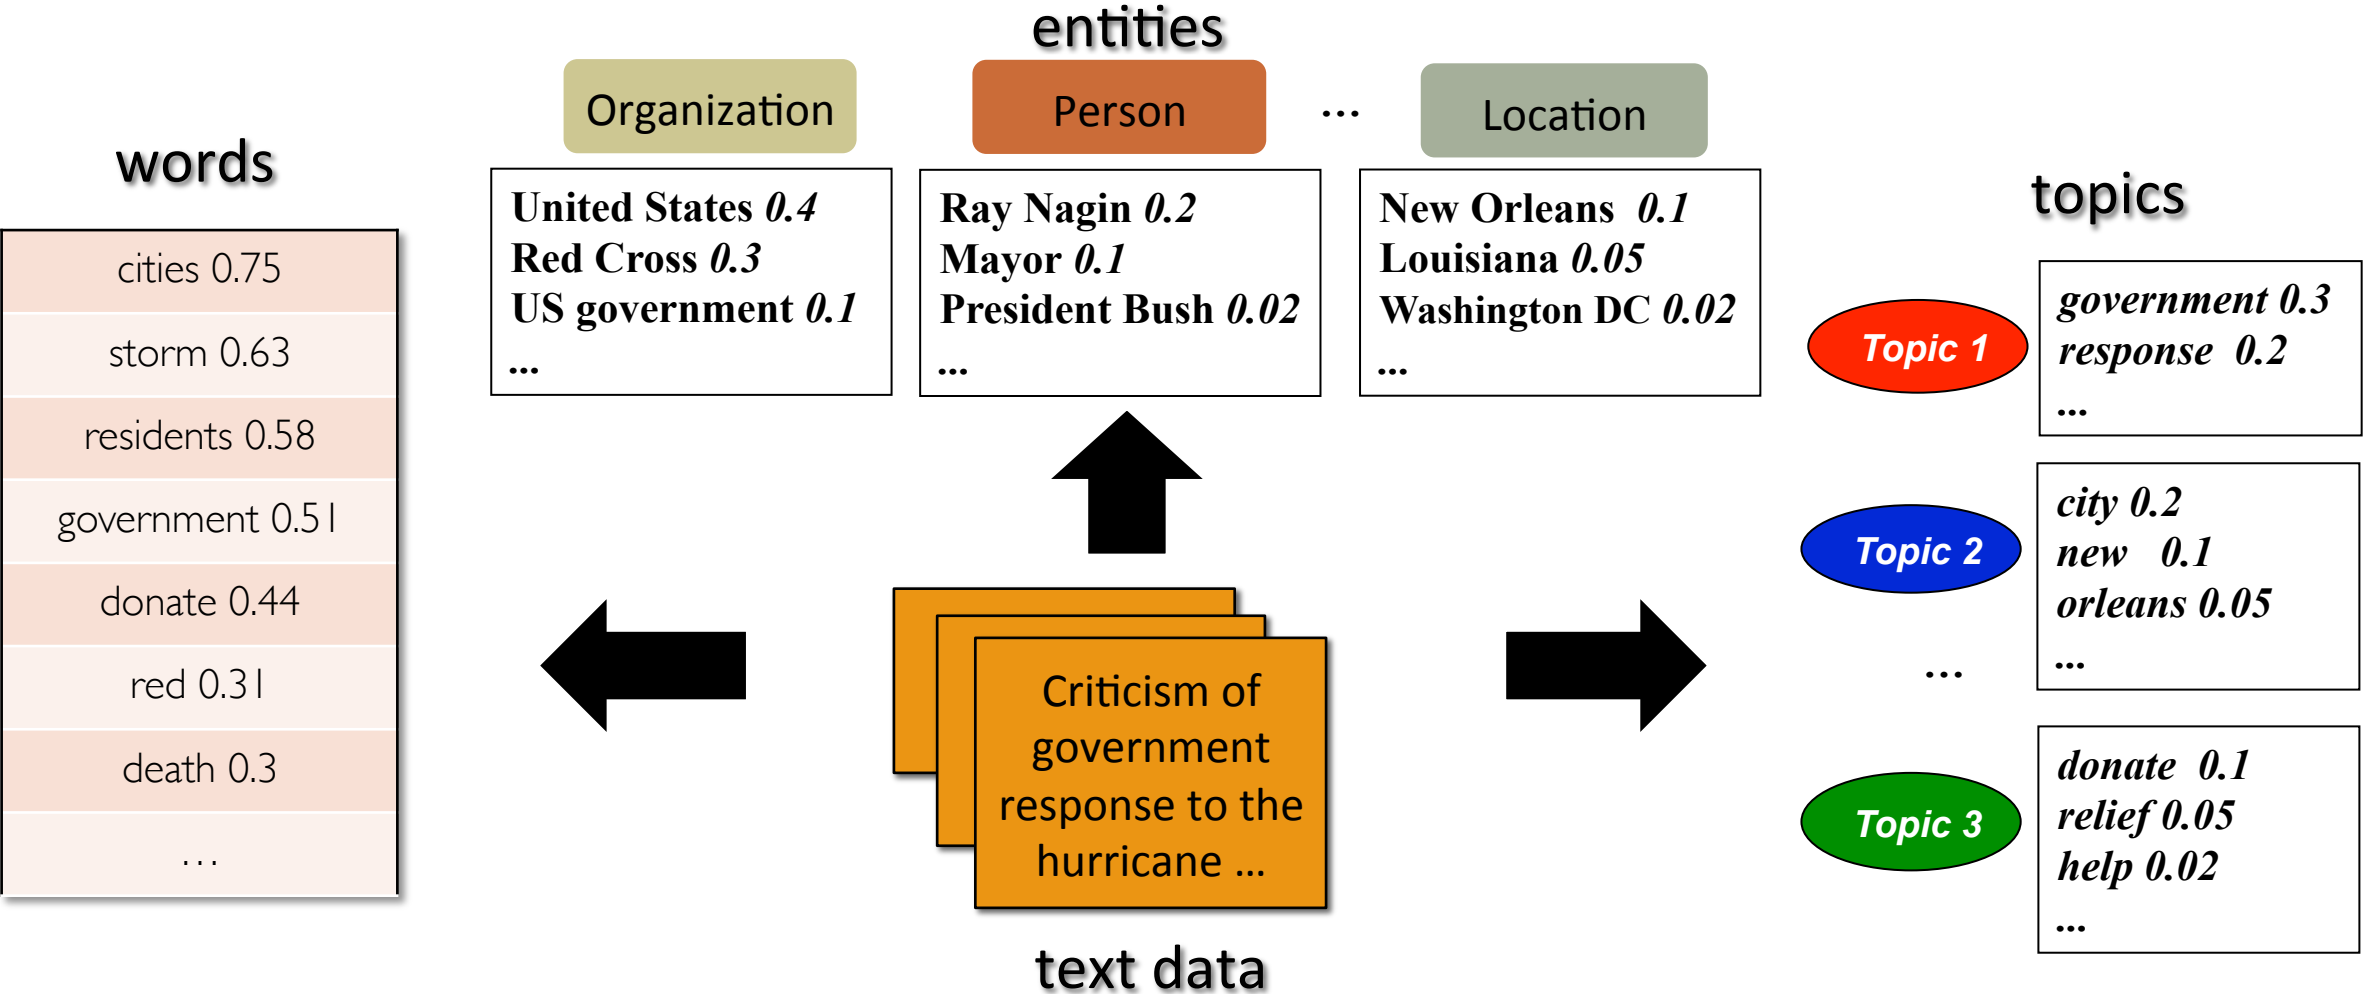 entities
Organization
Person
...
Location
words
cities 0.75
storm 0.63
residents 0.58
government 0.51
donate 0.44
red 0.31
death 0.3
...
United States 0.4
Red Cross 0.3
US government 0.1
...
Ray Nagin 0.2
Mayor 0.1
President Bush 0.02
...
New Orleans 0.1
Louisiana 0.05
Washington DC 0.02
...
topics
Topic 1
government 0.3
response 0.2
...
Topic 2
city 0.2
new 0.1
orleans 0.05
...
...
Topic 3
donate 0.1
relief 0.05
help 0.02
...
Criticism of
government
response to the
hurricane ...
text data